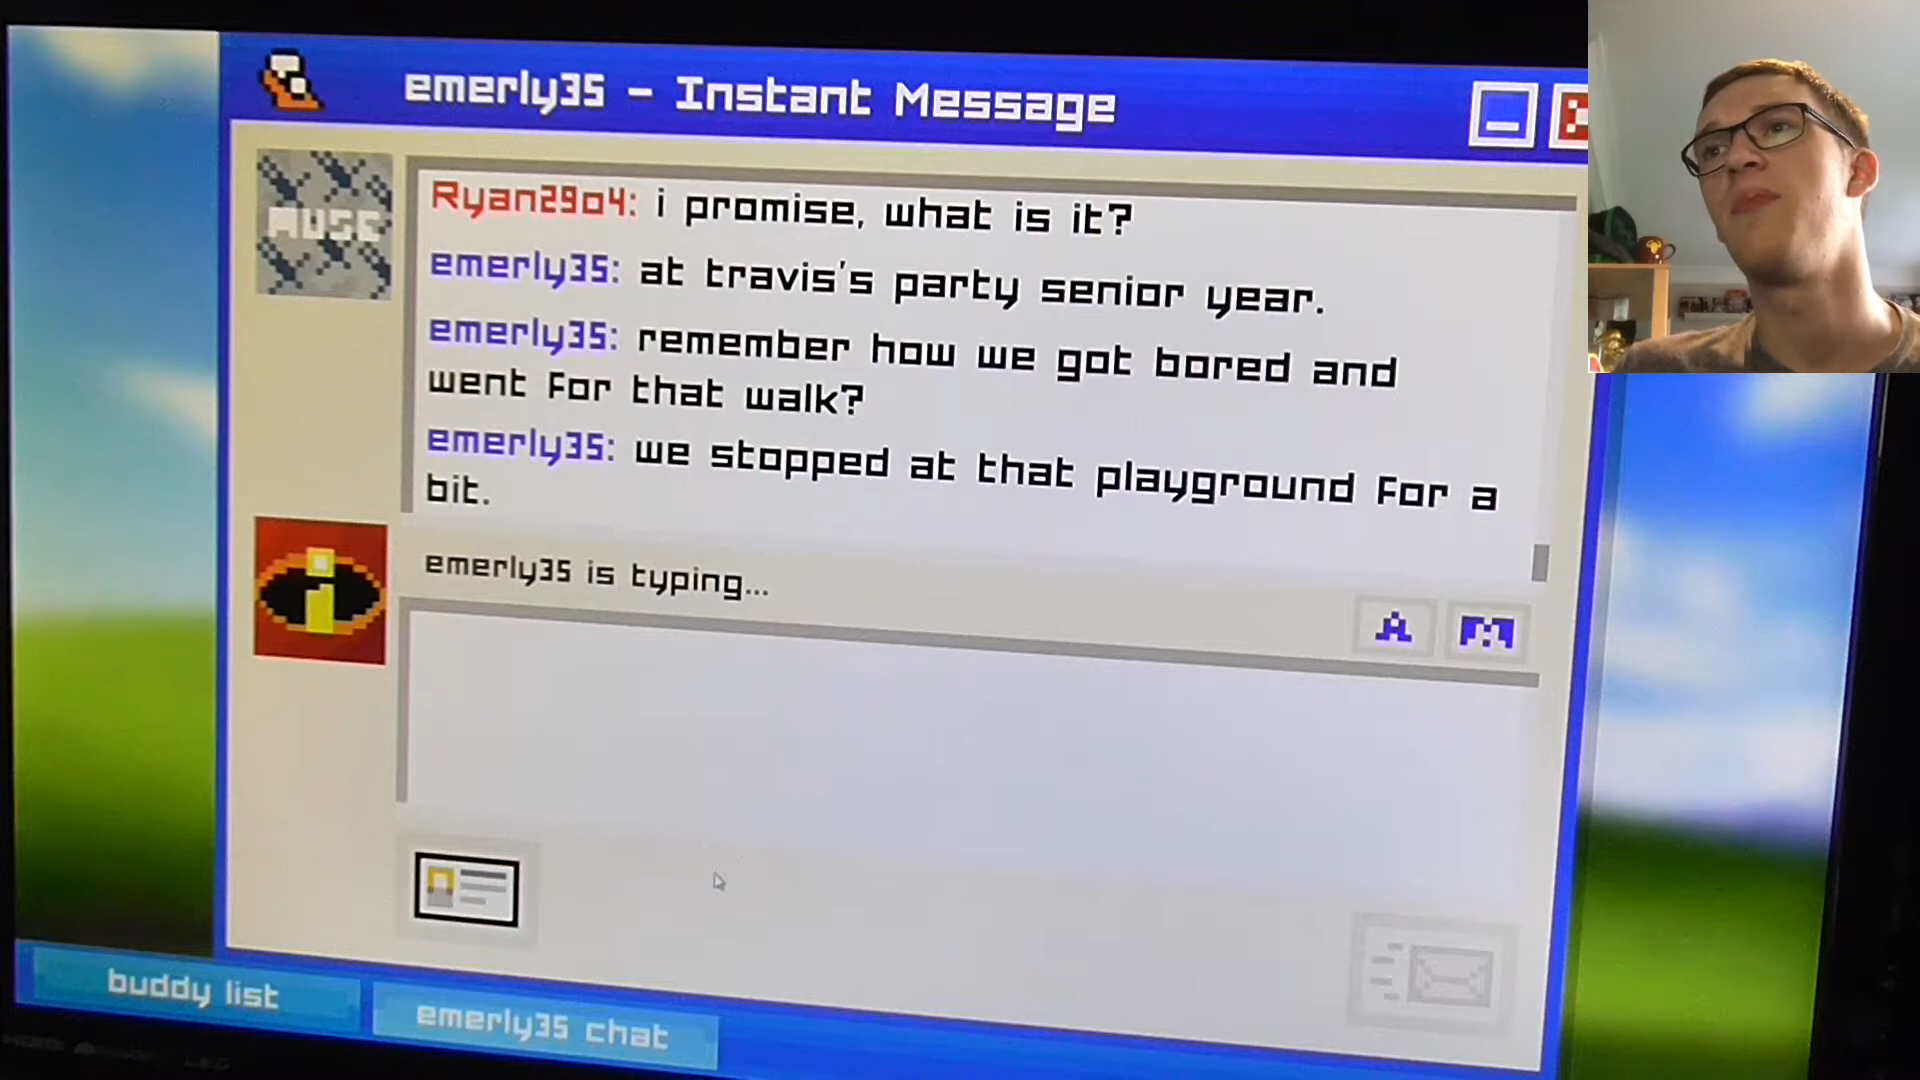 emerly35 - Instant Message
MUSE
Ryan29o4: i promise, what is it?
emerly35: at travis's party senior year.
emerly35: remember how we got bored and
went for that walk?
emerly35: we stopped at that playground for a
bit.
i
emerly35 is typing...
A M
buddy list
emerly35 chat